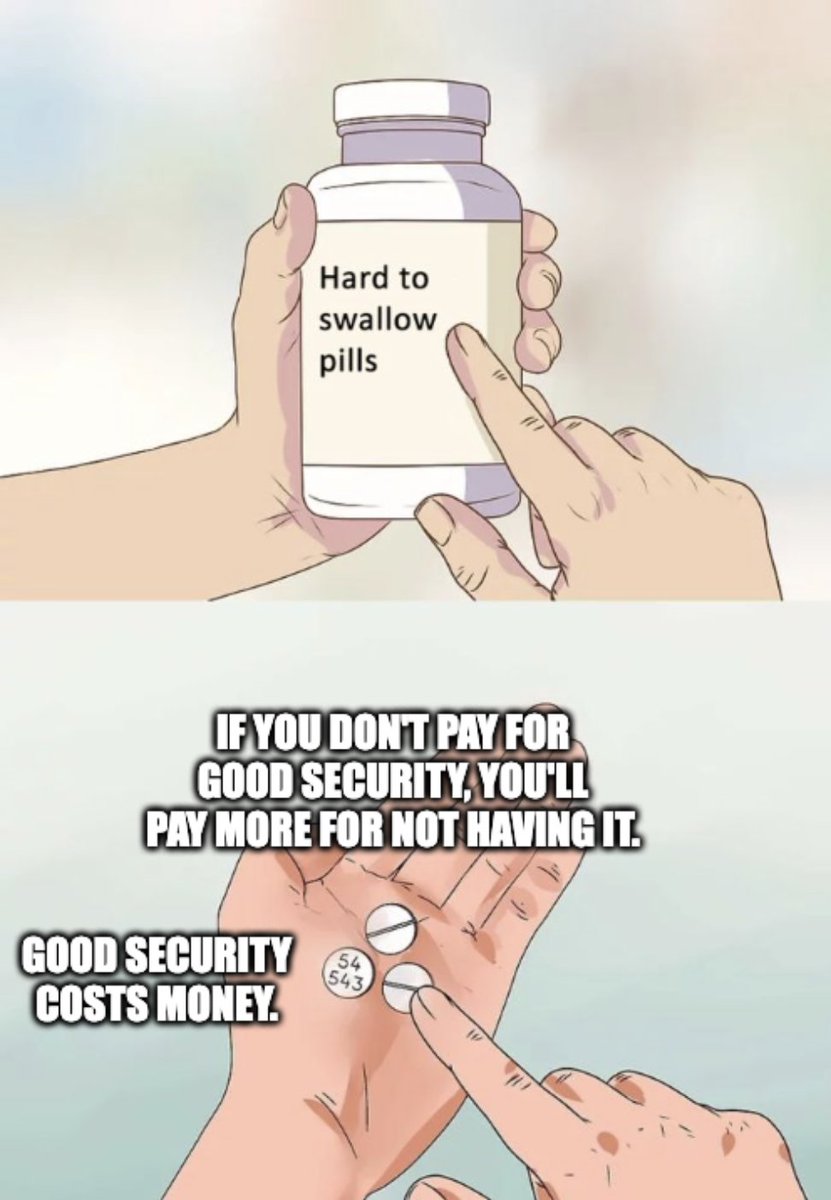 Hard to
swallow
pills
IF YOU DON'T PAY FOR
GOOD SECURITY, YOU'LL
PAY MORE FOR NOT HAVING IT.
GOOD SECURITY
COSTS MONEY.
54
543